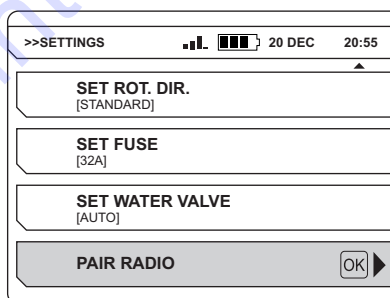 >>SETTINGS 20 DEC 20:55
SET ROT. DIR.
[STANDARD]
SET FUSE
[32A]
SET WATER VALVE
[AUTO]
PAIR RADIO OK